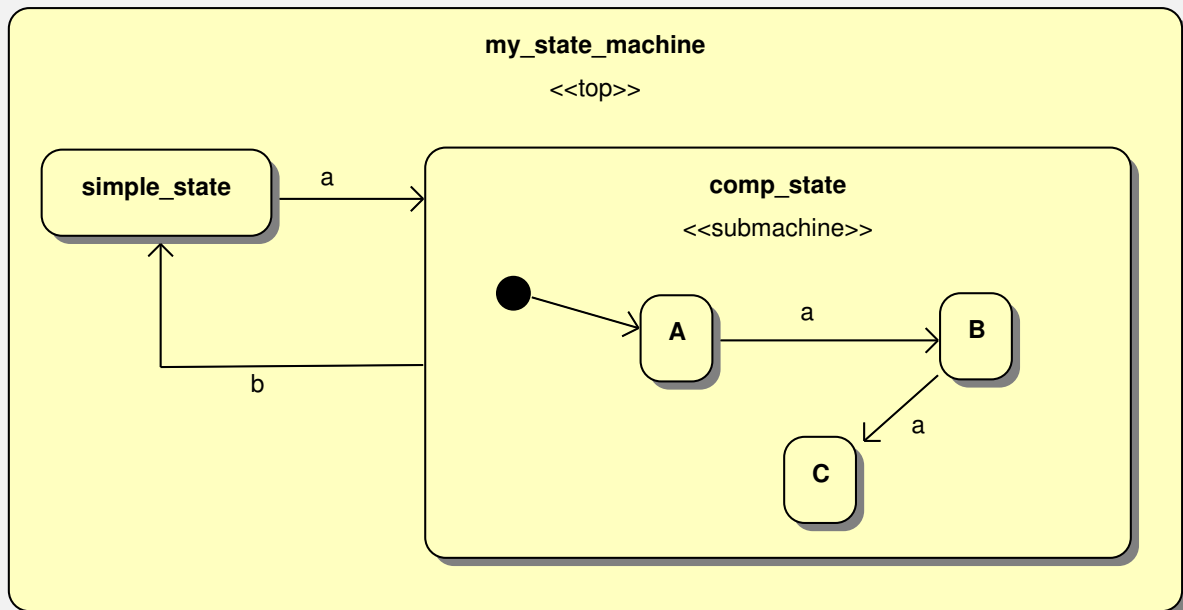 my_state_machine
<<top>>
simple_state
a
comp_state
<<submachine>>
A
a
B
b
a
C